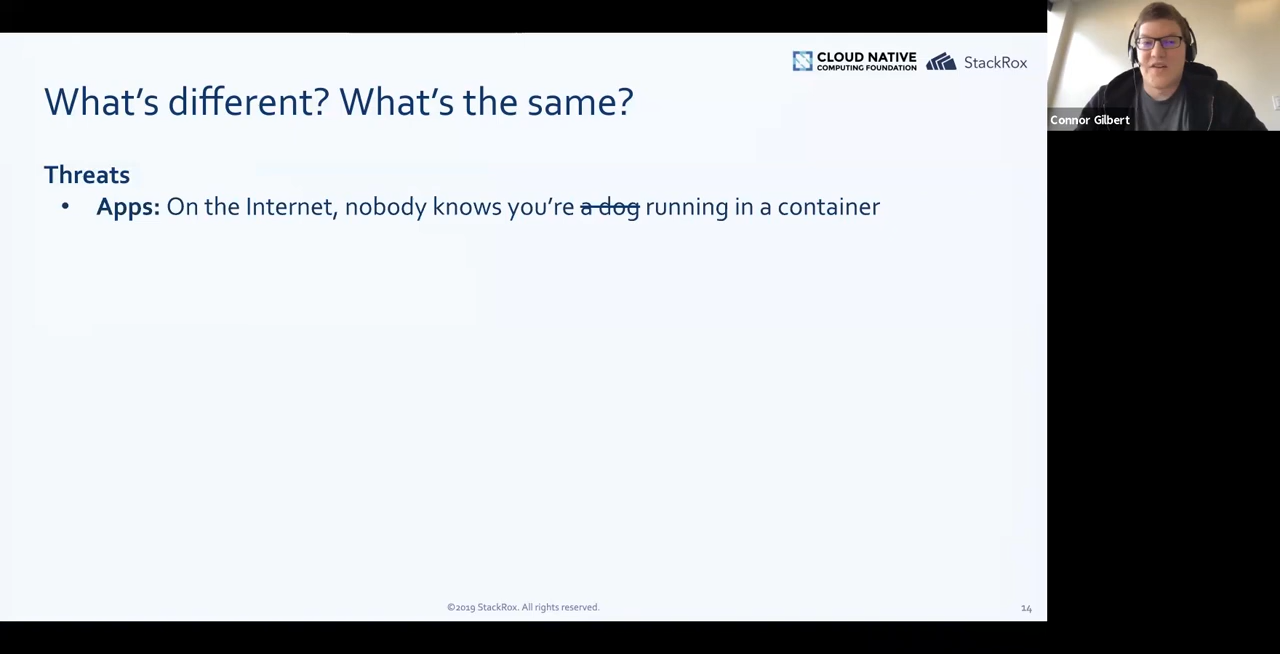 CLOUD NATIVE
COMPUTING FOUNDATION
StackRox
Connor Gilbert
What's different? What's the same?
Threats
• Apps: On the Internet, nobody knows you're a dog running in a container
©2019 StackRox. All rights reserved.
14